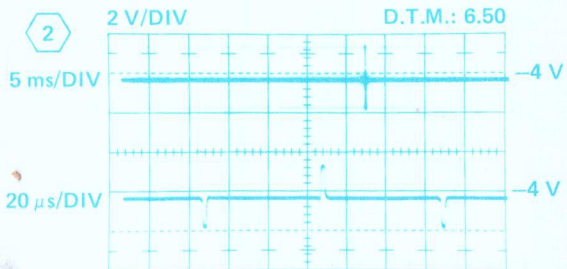 2
2 V/DIV
D.T.M.: 6.50
5 ms/DIV
–4 V
20 μs/DIV
–4 V